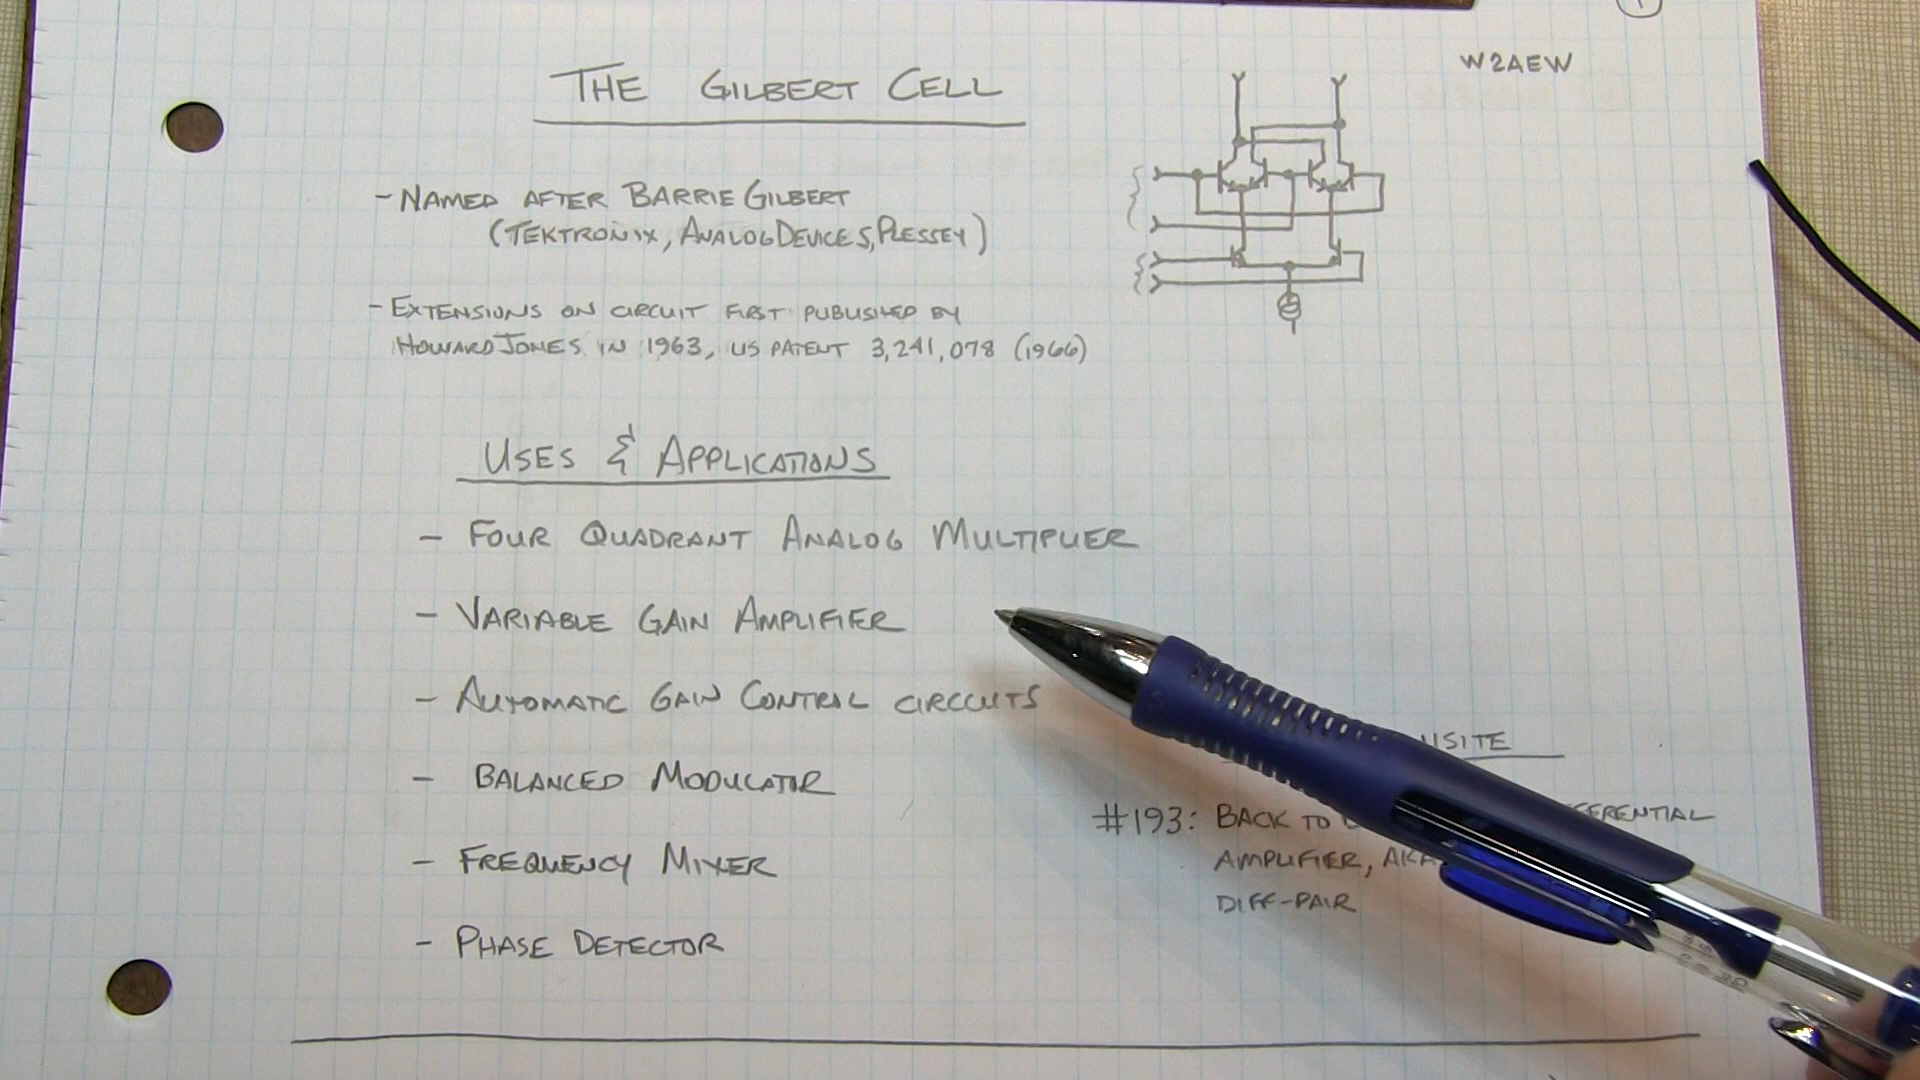 THE GILBERT CELL
W2AEW
- NAMED AFTER BARRIE GILBERT
(TEKTRONIX, ANALOG DEVICES, PLESSEY)
- EXTENSIONS ON CIRCUIT FIRST PUBLISHED BY
HOWARD JONES IN 1963, US PATENT 3,241,078 (1966)
USES & APPLICATIONS
- FOUR QUADRANT ANALOG MULTIPLIER
- VARIABLE GAIN AMPLIFIER
- AUTOMATIC GAIN CONTROL CIRCUITS
- BALANCED MODULATOR
- FREQUENCY MIXER
- PHASE DETECTOR
#193: BACK TO
AMPLIFIER, AKA
DIFF-PAIR